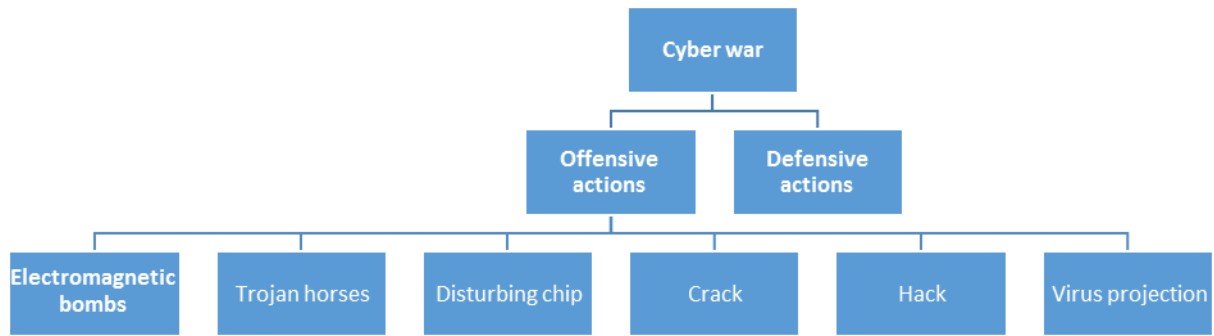 Cyber war
Offensive
actions
Defensive
actions
Electromagnetic
bombs
Trojan horses
Disturbing chip
Crack
Hack
Virus projection